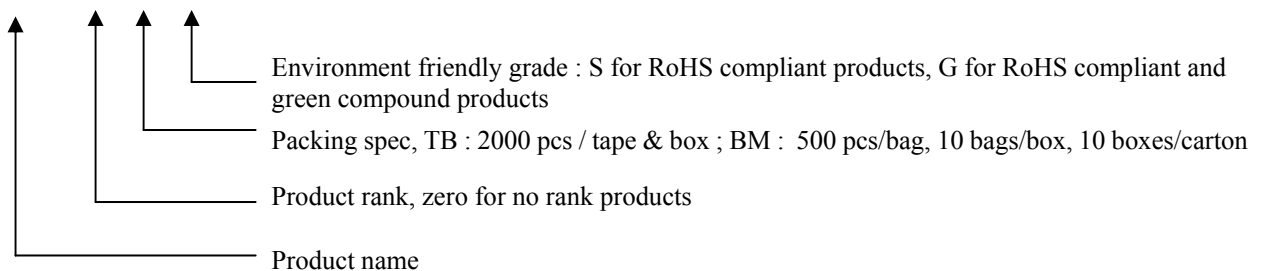 Environment friendly grade : S for RoHS compliant products, G for RoHS compliant and
green compound products
Packing spec, TB : 2000 pcs / tape & box ; BM : 500 pcs/bag, 10 bags/box, 10 boxes/carton
Product rank, zero for no rank products
Product name